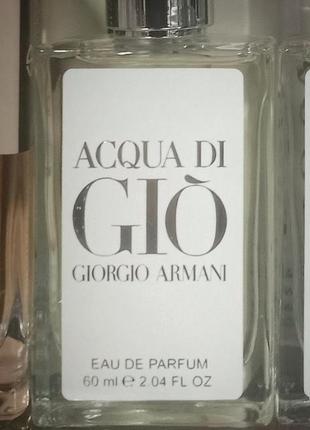 ACQUA DI
GIÒ
GIORGIO ARMANI
EAU DE PARFUM
60 ml ℮ 2.04 FL OZ